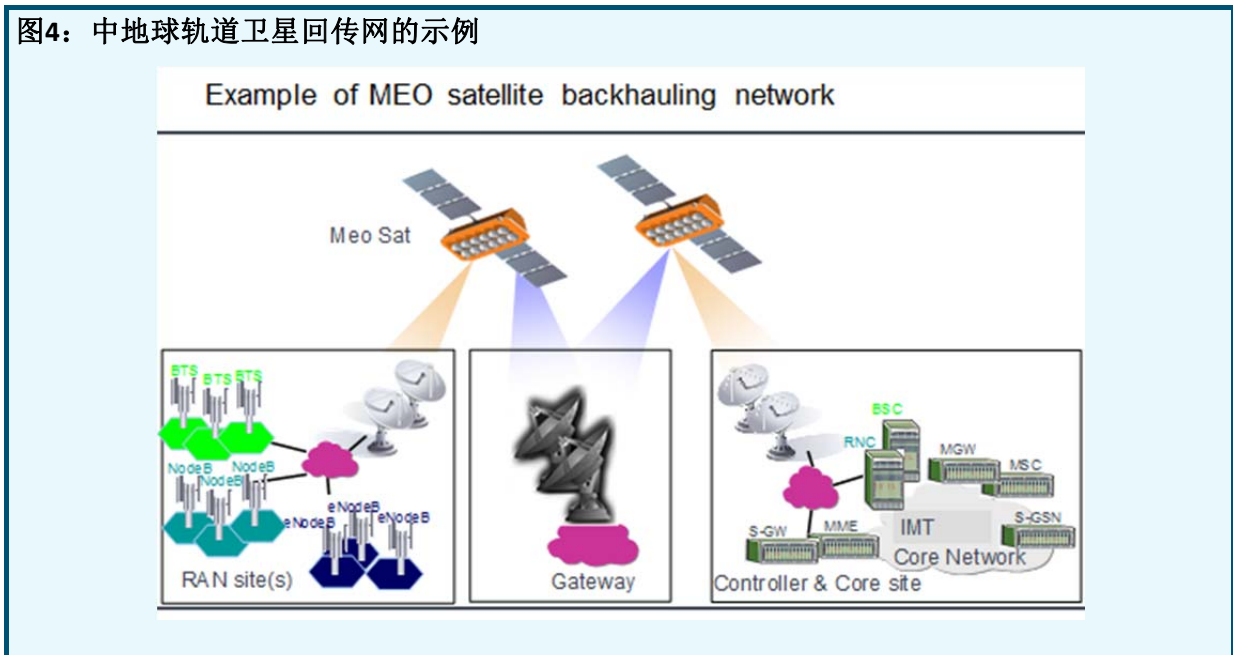 图4：中地球轨道卫星回传网的示例
Example of MEO satellite backhauling network
Meo Sat
BTS
BTS
BTS
NodeB
NodeB
NodeB
eNodeB
eNodeB
eNodeB
RAN site(s)
Gateway
BSC
RNC
MGW
MSC
S-GW
MME
IMT
S-GSN
Core Network
Controller & Core site